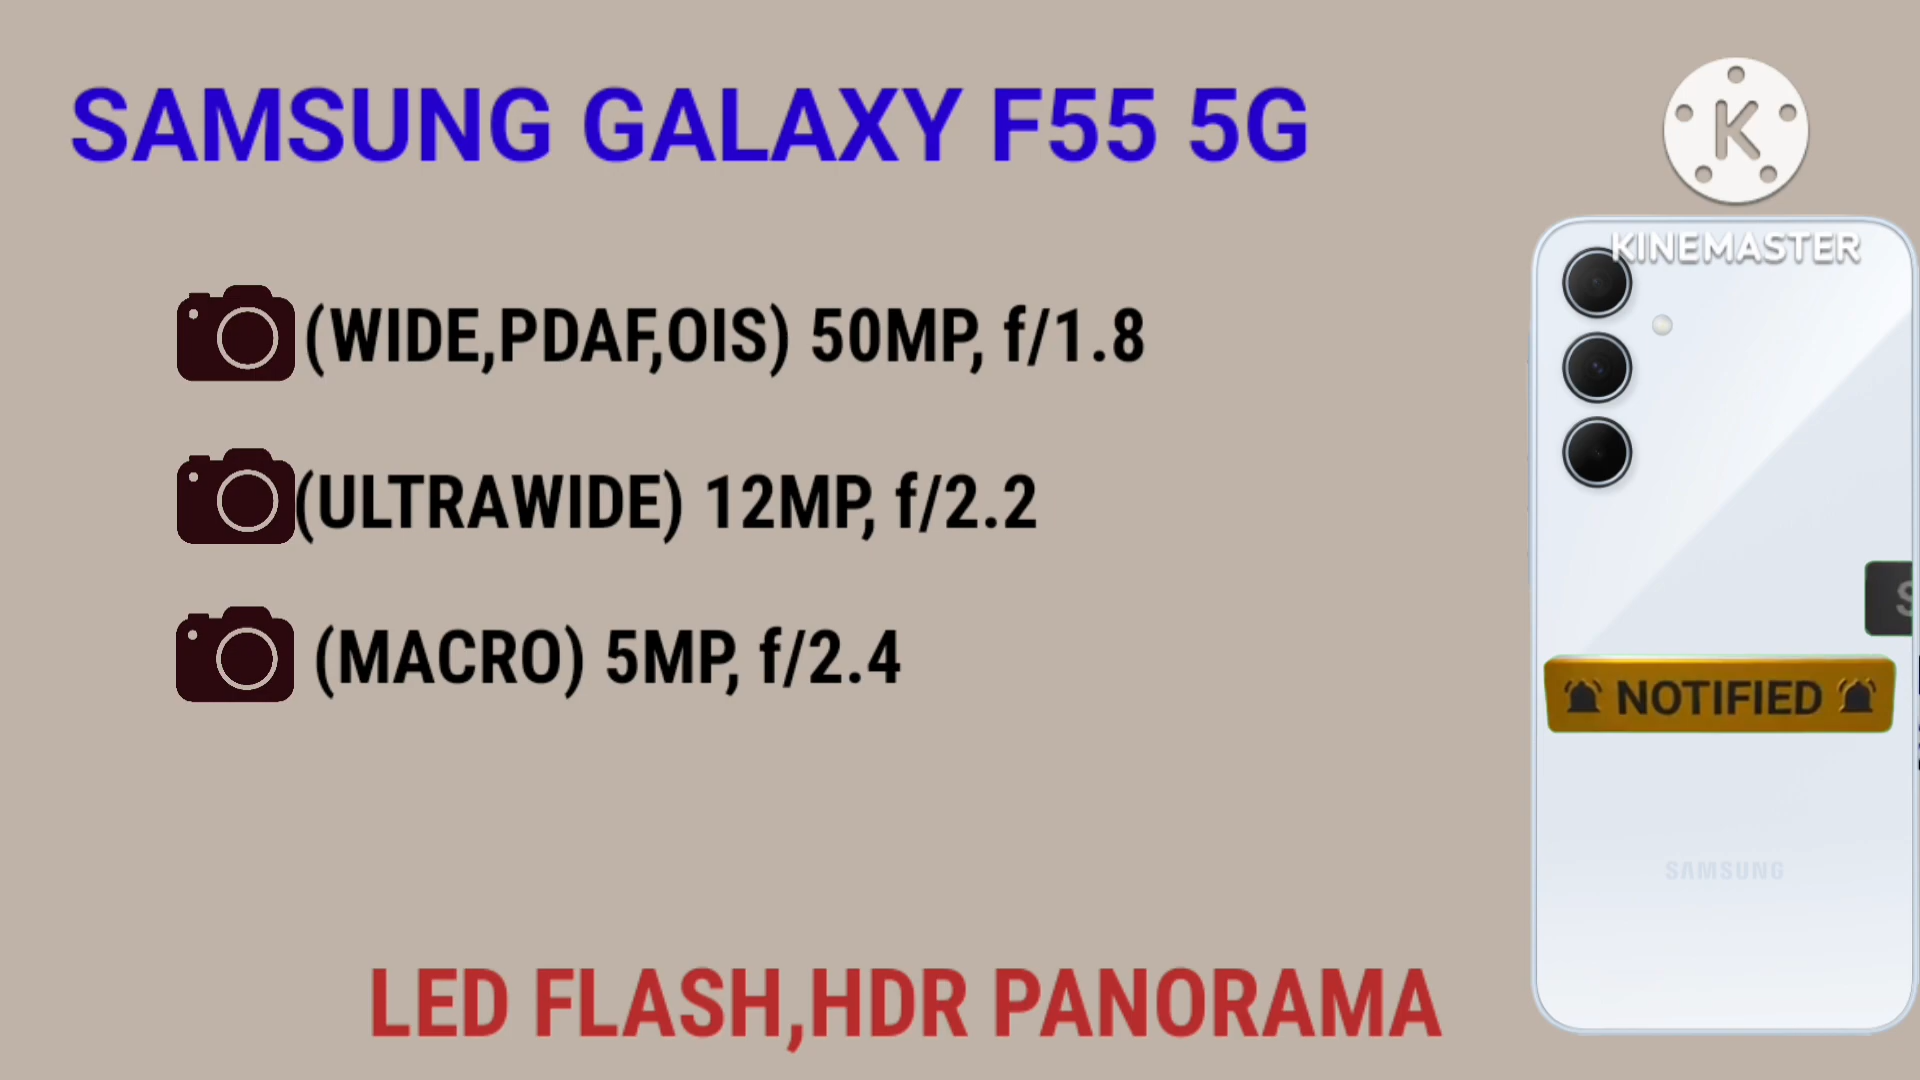 SAMSUNG GALAXY F55 5G
K
KINEMASTER
(WIDE,PDAF,OIS) 50MP, f/1.8
(ULTRAWIDE) 12MP, f/2.2
(MACRO) 5MP, f/2.4
S
NOTIFIED
SAMSUNG
LED FLASH,HDR PANORAMA